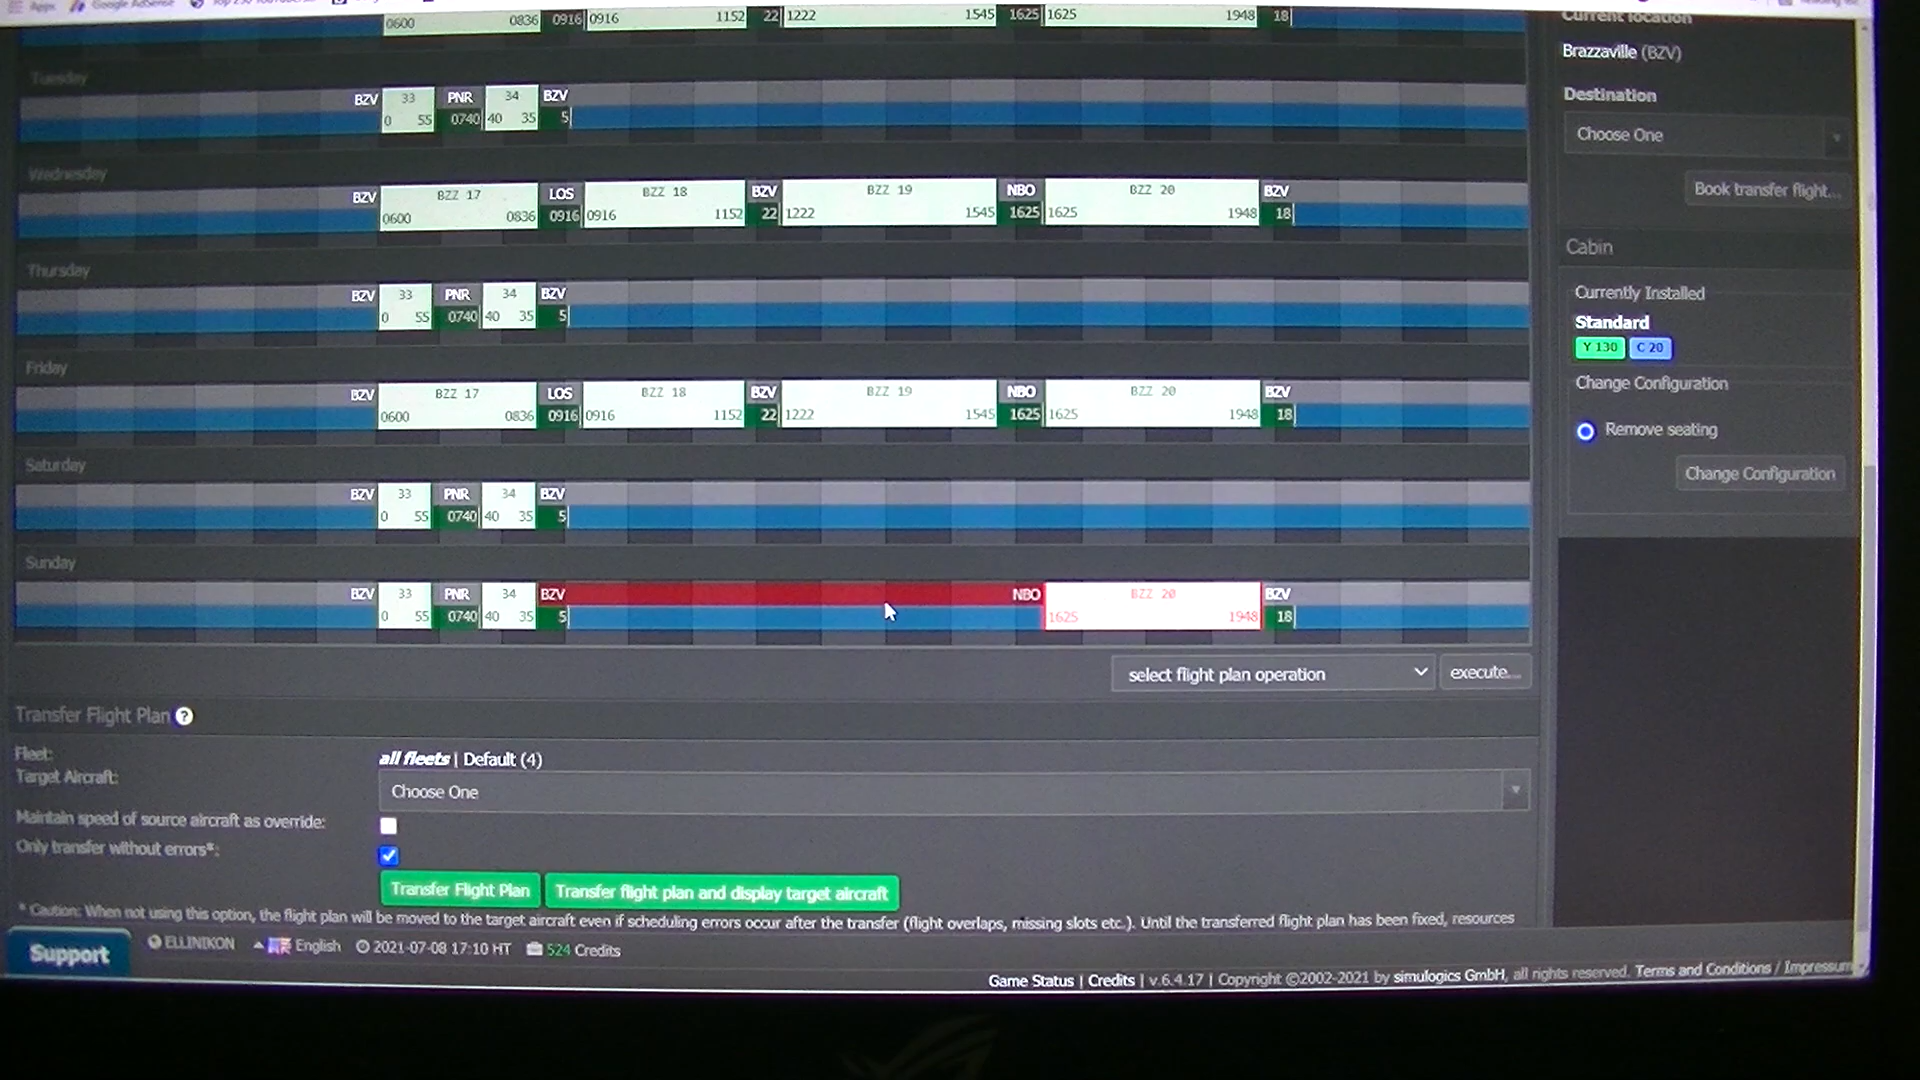 Apps Google AdSense
0600 0836 0916 0916 1152 22 1222 1545 1625 1625 1948 18
Current location
Brazzaville (BZV)
Tuesday
BZV 33 PNR 34 BZV
0 55 0740 40 35 5
Destination
Choose One
Wednesday
BZV BZZ 17 LOS BZZ 18 BZV BZZ 19 NBO BZZ 20 BZV
0600 0836 0916 0916 1152 22 1222 1545 1625 1625 1948 18
Book transfer flight...
Cabin
Thursday
BZV 33 PNR 34 BZV
0 55 0740 40 35 5
Currently Installed
Standard
Y 130 C 20
Friday
BZV BZZ 17 LOS BZZ 18 BZV BZZ 19 NBO BZZ 20 BZV
0600 0836 0916 0916 1152 22 1222 1545 1625 1625 1948 18
Change Configuration
Remove seating
Change Configuration
Saturday
BZV 33 PNR 34 BZV
0 55 0740 40 35 5
Sunday
BZV 33 PNR 34 BZV NBO BZZ 20 BZV
0 55 0740 40 35 5 1625 1948 18
select flight plan operation execute...
Transfer Flight Plan ?
Fleet: all fleets | Default (4)
Target Aircraft: Choose One
Maintain speed of source aircraft as override:
Only transfer without errors*:
Transfer Flight Plan Transfer flight plan and display target aircraft
* Caution: When not using this option, the flight plan will be moved to the target aircraft even if scheduling errors occur after the transfer (flight overlaps, missing slots etc.). Until the transferred flight plan has been fixed, resources
Support ELLINIKON English 2021-07-08 17:10 HT 524 Credits
Game Status | Credits | v.6.4.17 | Copyright ©2002-2021 by simulogics GmbH, all rights reserved. Terms and Conditions / Impressum